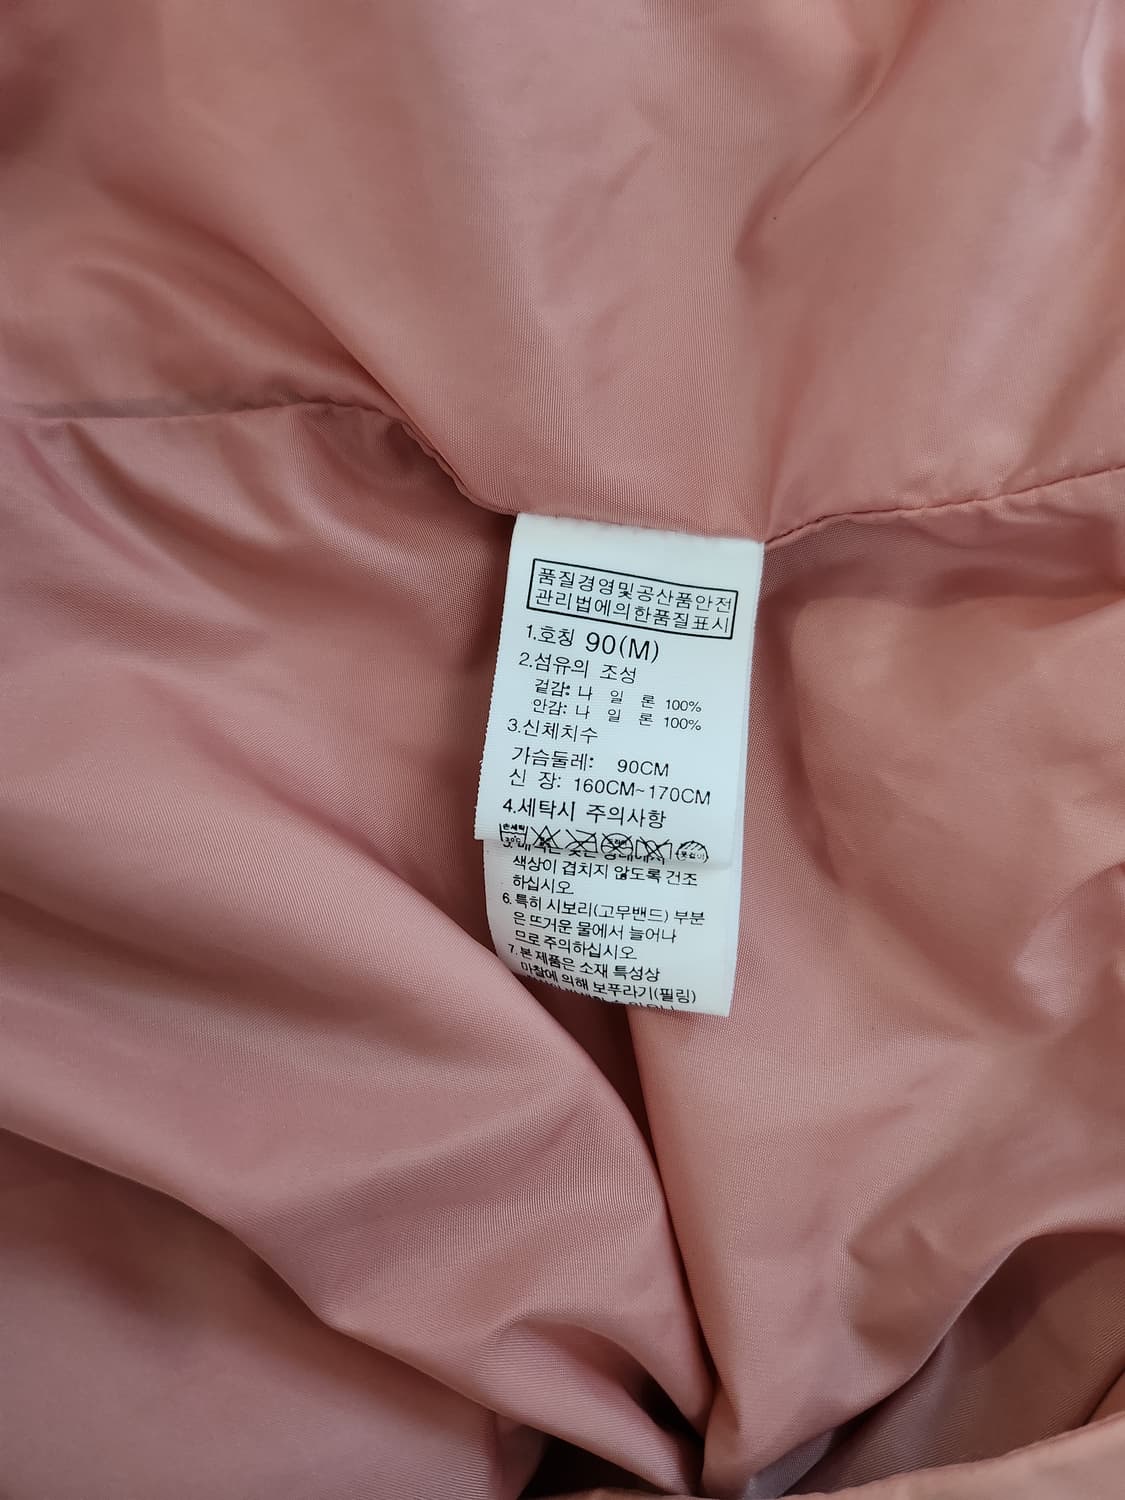 품질경영및공산품안전
관리법에의한품질표시
1.호칭 90(M)
2.섬유의 조성
겉감: 나 일 론 100%
안감: 나 일 론 100%
3.신체치수
가슴둘레: 90CM
신 장: 160CM~170CM
4.세탁시 주의사항
손세탁
30℃
색상이 겹치지 않도록 건조
하십시오
6.특히 시보리(고무밴드) 부분
은 뜨거운 물에서 늘어나
므로 주의하십시오
7.본 제품은 소재 특성상
마찰에 의해 보푸라기(필링)